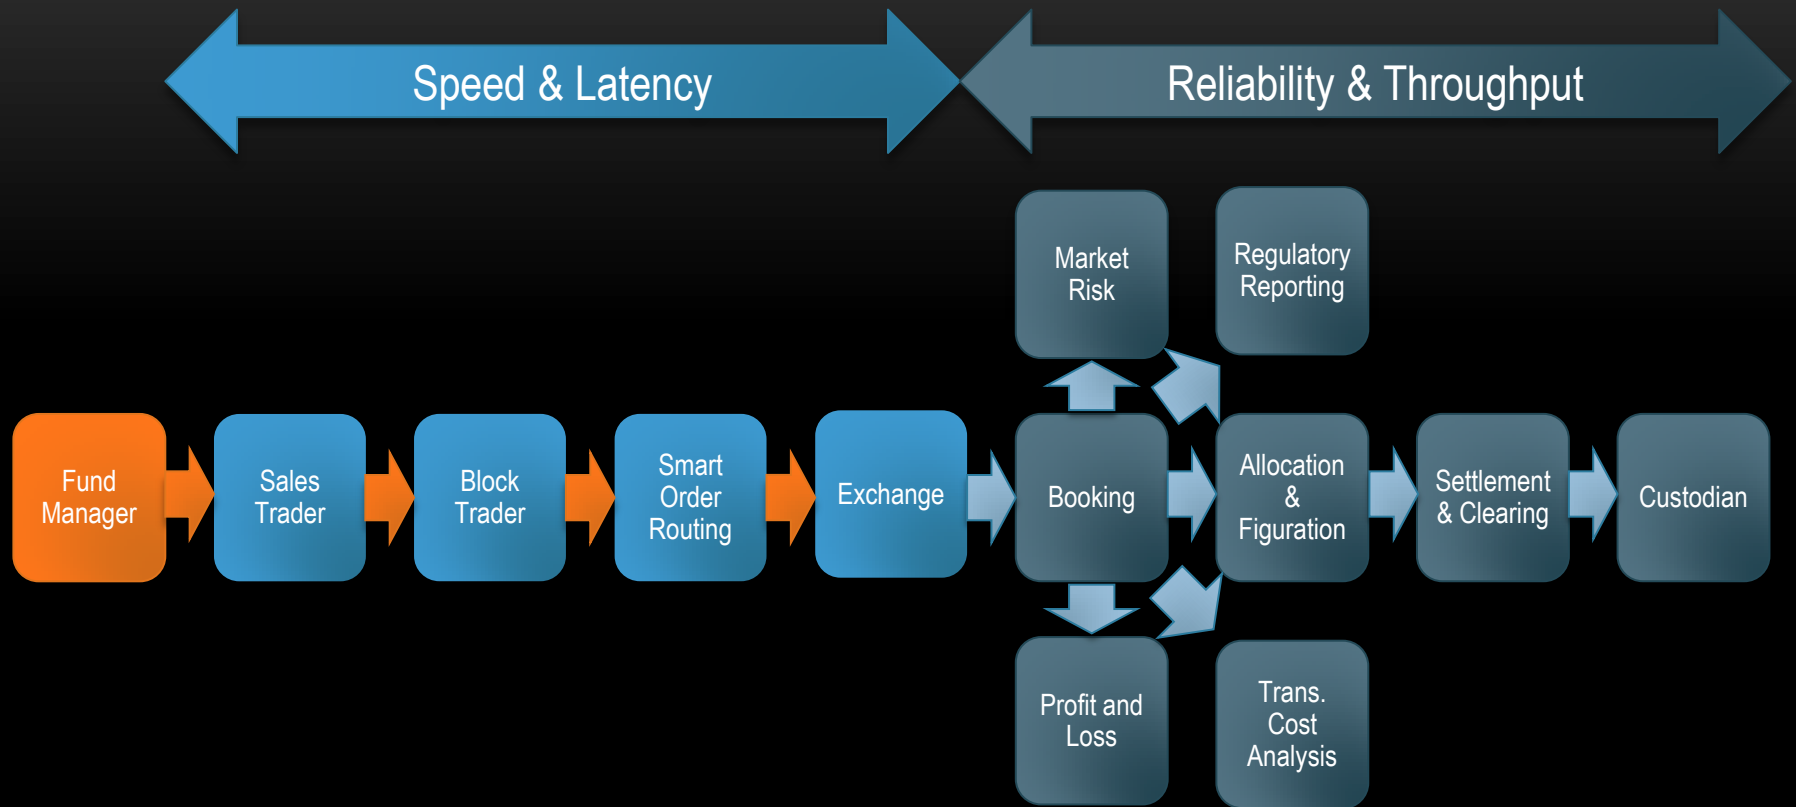 Speed & Latency
Reliability & Throughput
Market
Risk
Regulatory
Reporting
Fund
Manager
Sales
Trader
Block
Trader
Smart
Order
Routing
Exchange
Booking
Allocation
&
Figuration
Settlement
& Clearing
Custodian
Profit and
Loss
Trans.
Cost
Analysis